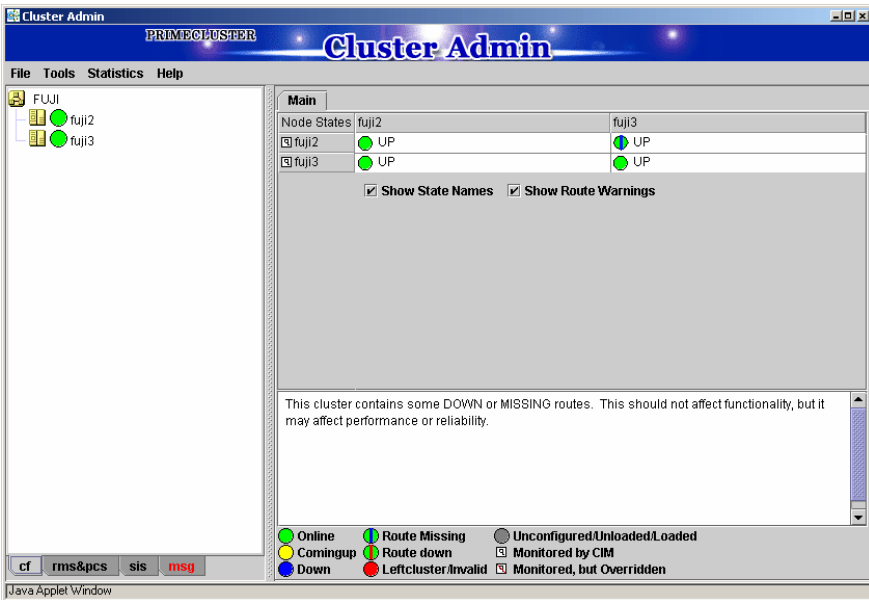 Cluster Admin
PRIMECLUSTER
Cluster Admin
File Tools Statistics Help
FUJI
fuji2
fuji3
Main
Node States fuji2 fuji3
fuji2 UP UP
fuji3 UP UP
Show State Names Show Route Warnings
This cluster contains some DOWN or MISSING routes. This should not affect functionality, but it
may affect performance or reliability.
Online Route Missing Unconfigured/Unloaded/Loaded
Comingup Route down Monitored by CIM
Down Leftcluster/Invalid Monitored, but Overridden
cf rms&pcs sis msg
Java Applet Window